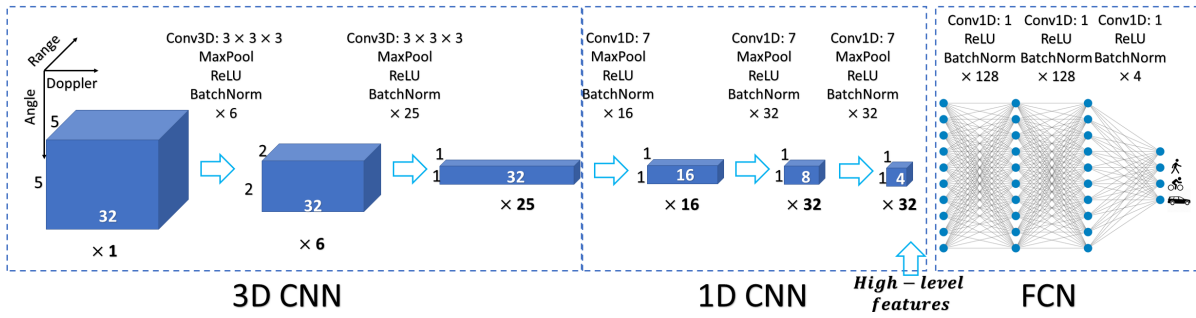 Range
Doppler
Angle
5
5
32
× 1
Conv3D: 3 × 3 × 3
MaxPool
ReLU
BatchNorm
× 6
2
2
32
× 6
Conv3D: 3 × 3 × 3
MaxPool
ReLU
BatchNorm
× 25
1
1
32
× 25
3D CNN
Conv1D: 7
MaxPool
ReLU
BatchNorm
× 16
1
1
16
× 16
Conv1D: 7
MaxPool
ReLU
BatchNorm
× 32
1
1
8
× 32
Conv1D: 7
MaxPool
ReLU
BatchNorm
× 32
1
1
4
× 32
1D CNN
High − level
features
Conv1D: 1
ReLU
BatchNorm
× 128
Conv1D: 1
ReLU
BatchNorm
× 128
Conv1D: 1
ReLU
BatchNorm
× 4
FCN